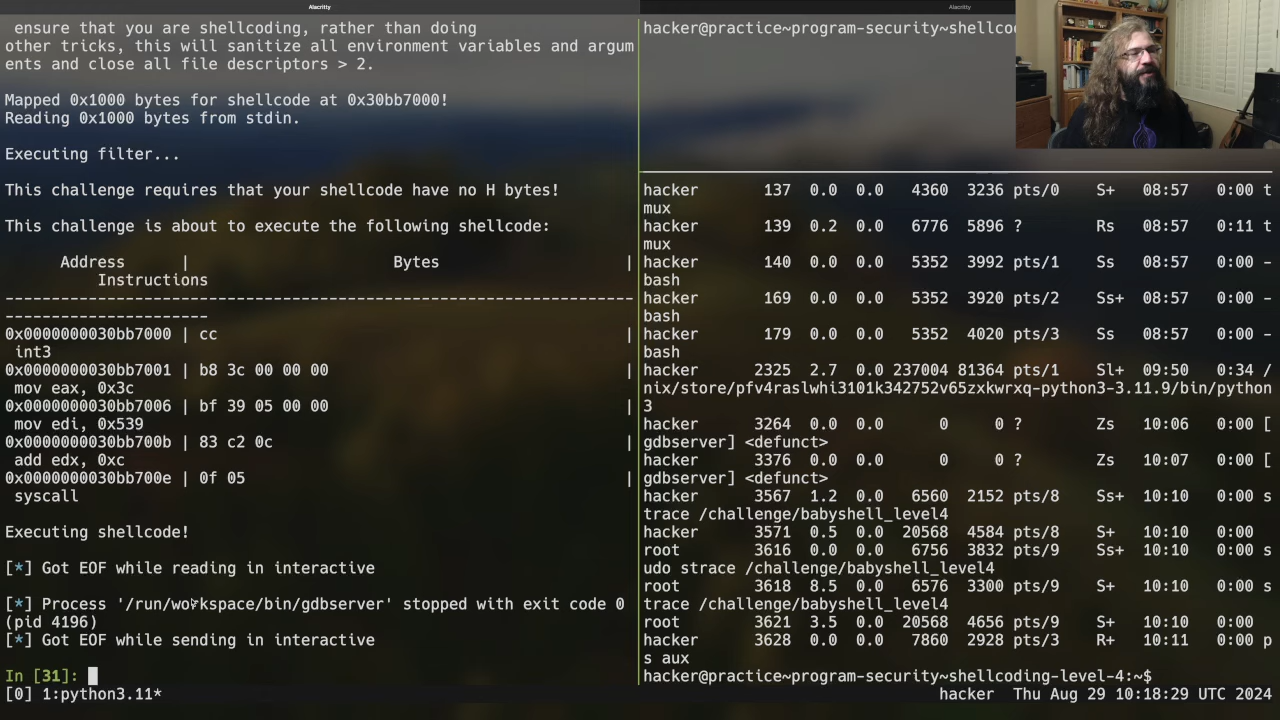 Alacritty
Alacritty
ensure that you are shellcoding, rather than doing
other tricks, this will sanitize all environment variables and argum
ents and close all file descriptors > 2.
Mapped 0x1000 bytes for shellcode at 0x30bb7000!
Reading 0x1000 bytes from stdin.
Executing filter...
This challenge requires that your shellcode have no H bytes!
This challenge is about to execute the following shellcode:
Address | Bytes |
Instructions
--------------------------------------------------------------------
----------------------
0x0000000030bb7000 | cc |
int3
0x0000000030bb7001 | b8 3c 00 00 00 |
mov eax, 0x3c
0x0000000030bb7006 | bf 39 05 00 00 |
mov edi, 0x539
0x0000000030bb700b | 83 c2 0c |
add edx, 0xc
0x0000000030bb700e | 0f 05 |
syscall
Executing shellcode!
[*] Got EOF while reading in interactive
[*] Process '/run/workspace/bin/gdbserver' stopped with exit code 0
(pid 4196)
[*] Got EOF while sending in interactive
In [31]:
hacker@practice~program-security~shellco
hacker 137 0.0 0.0 4360 3236 pts/0 S+ 08:57 0:00 t
mux
hacker 139 0.2 0.0 6776 5896 ? Rs 08:57 0:11 t
mux
hacker 140 0.0 0.0 5352 3992 pts/1 Ss 08:57 0:00 -
bash
hacker 169 0.0 0.0 5352 3920 pts/2 Ss+ 08:57 0:00 -
bash
hacker 179 0.0 0.0 5352 4020 pts/3 Ss 08:57 0:00 -
bash
hacker 2325 2.7 0.0 237004 81364 pts/1 Sl+ 09:50 0:34 /
nix/store/pfv4raslwhi3101k342752v65zxkwrxq-python3-3.11.9/bin/python
3
hacker 3264 0.0 0.0 0 0 ? Zs 10:06 0:00 [
gdbserver] <defunct>
hacker 3376 0.0 0.0 0 0 ? Zs 10:07 0:00 [
gdbserver] <defunct>
hacker 3567 1.2 0.0 6560 2152 pts/8 Ss+ 10:10 0:00 s
trace /challenge/babyshell_level4
hacker 3571 0.5 0.0 20568 4584 pts/8 S+ 10:10 0:00
root 3616 0.0 0.0 6756 3832 pts/9 Ss+ 10:10 0:00 s
udo strace /challenge/babyshell_level4
root 3618 8.5 0.0 6576 3300 pts/9 S+ 10:10 0:00 s
trace /challenge/babyshell_level4
root 3621 3.5 0.0 20568 4656 pts/9 S+ 10:10 0:00
hacker 3628 0.0 0.0 7860 2928 pts/3 R+ 10:11 0:00 p
s aux
hacker@practice~program-security~shellcoding-level-4:~$
[0] 1:python3.11*
hacker Thu Aug 29 10:18:29 UTC 2024